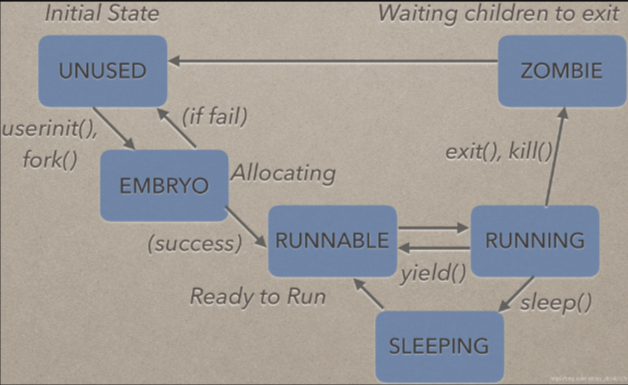 Initial State
Waiting children to exit
UNUSED
ZOMBIE
userinit(),
fork()
(if fail)
exit(), kill()
EMBRYO
Allocating
(success)
RUNNABLE
RUNNING
yield()
Ready to Run
sleep()
SLEEPING